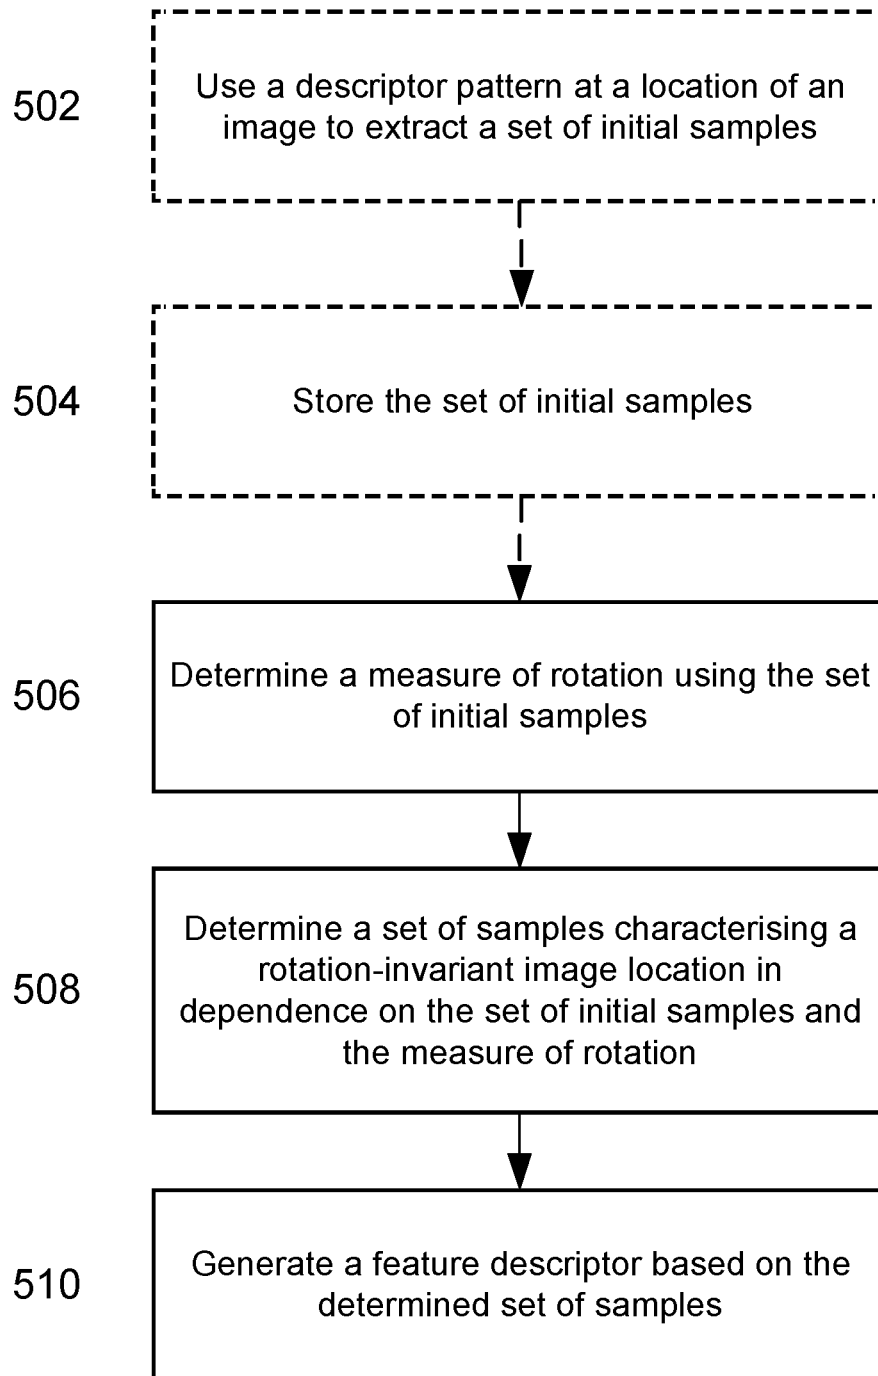 502
Use a descriptor pattern at a location of an
image to extract a set of initial samples
504
Store the set of initial samples
506
Determine a measure of rotation using the set
of initial samples
508
Determine a set of samples characterising a
rotation-invariant image location in
dependence on the set of initial samples and
the measure of rotation
510
Generate a feature descriptor based on the
determined set of samples